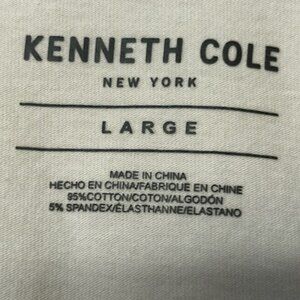 KENNETH COLE
NEW YORK
LARGE
MADE IN CHINA
HECHO EN CHINA/FABRIQUE EN CHINE
95%COTTON/COTON/ALGODÓN
5% SPANDEX/ÉLASTHANNE/ELASTANO